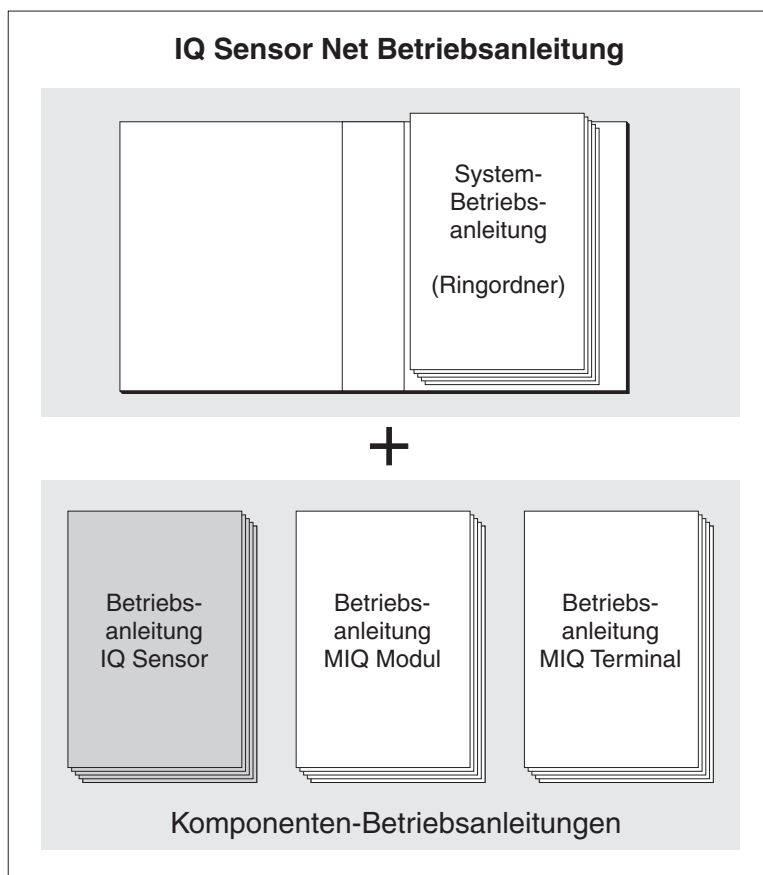 IQ Sensor Net Betriebsanleitung
System-
Betriebs-
anleitung
(Ringordner)
+
Betriebs-
anleitung
IQ Sensor
Betriebs-
anleitung
MIQ Modul
Betriebs-
anleitung
MIQ Terminal
Komponenten-Betriebsanleitungen